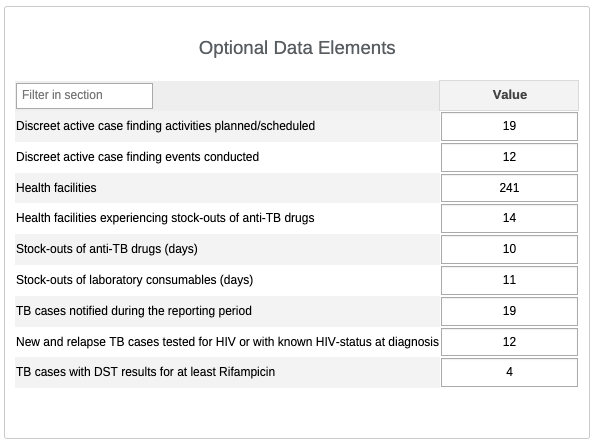 Optional Data Elements
Filter in section Value
Discreet active case finding activities planned/scheduled 19
Discreet active case finding events conducted 12
Health facilities 241
Health facilities experiencing stock-outs of anti-TB drugs 14
Stock-outs of anti-TB drugs (days) 10
Stock-outs of laboratory consumables (days) 11
TB cases notified during the reporting period 19
New and relapse TB cases tested for HIV or with known HIV-status at diagnosis 12
TB cases with DST results for at least Rifampicin 4